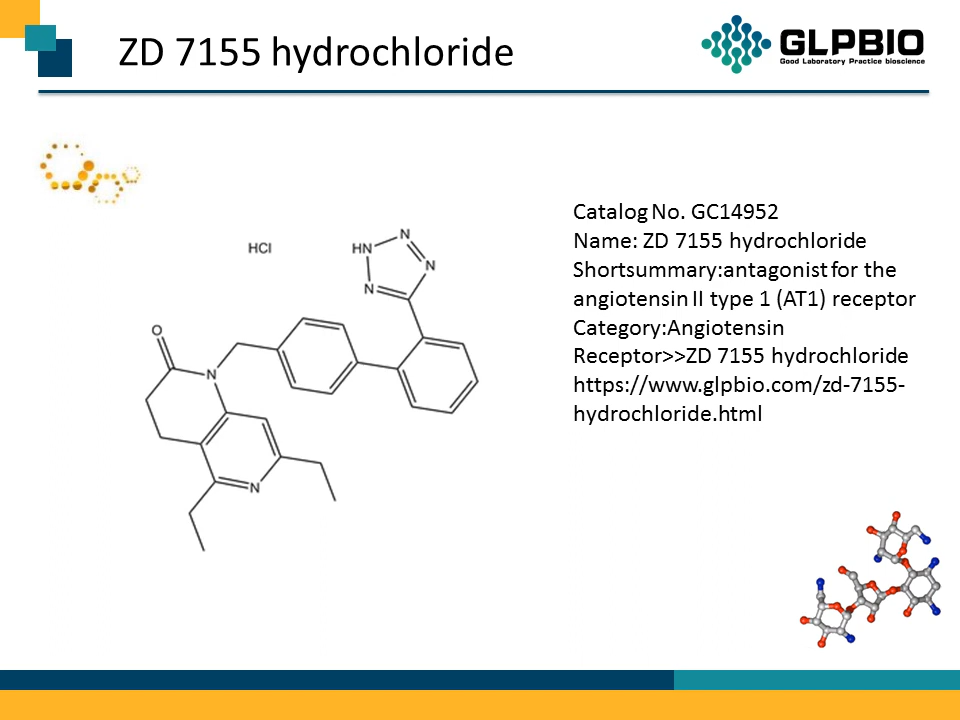 ZD 7155 hydrochloride
GLPBIO
Good Laboratory Practice bioscience
Catalog No. GC14952
Name: ZD 7155 hydrochloride
Shortsummary:antagonist for the
angiotensin II type 1 (AT1) receptor
Category:Angiotensin
Receptor>>ZD 7155 hydrochloride
https://www.glpbio.com/zd-7155-
hydrochloride.html
HCl
HN
N
N
N
O
N
N